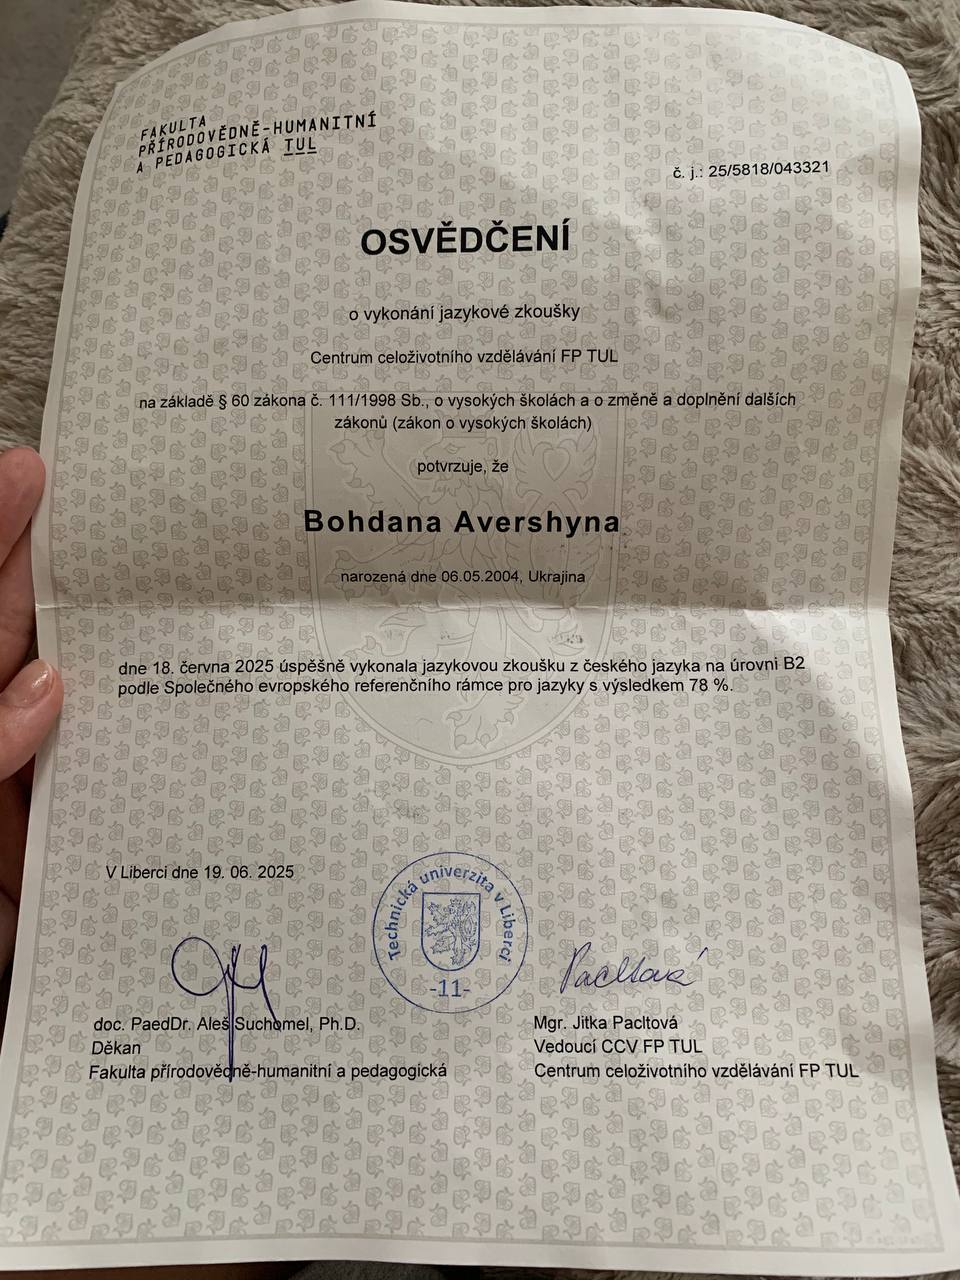 FAKULTA
PŘÍRODOVĚDNĚ-HUMANITNÍ
A PEDAGOGICKÁ TUL
č. j.: 25/5818/043321
OSVĚDČENÍ
o vykonání jazykové zkoušky
Centrum celoživotního vzdělávání FP TUL
na základě § 60 zákona č. 111/1998 Sb., o vysokých školách a o změně a doplnění dalších
zákonů (zákon o vysokých školách)
potvrzuje, že
Bohdana Avershyna
narozená dne 06.05.2004, Ukrajina
dne 18. června 2025 úspěšně vykonala jazykovou zkoušku z českého jazyka na úrovni B2
podle Společného evropského referenčního rámce pro jazyky s výsledkem 78 %.
V Liberci dne 19. 06. 2025
Technická univerzita v Liberci
-11-
Pacltová
doc. PaedDr. Aleš Suchomel, Ph.D.
Děkan
Fakulta přírodovědně-humanitní a pedagogická
Mgr. Jitka Pacltová
Vedoucí CCV FP TUL
Centrum celoživotního vzdělávání FP TUL